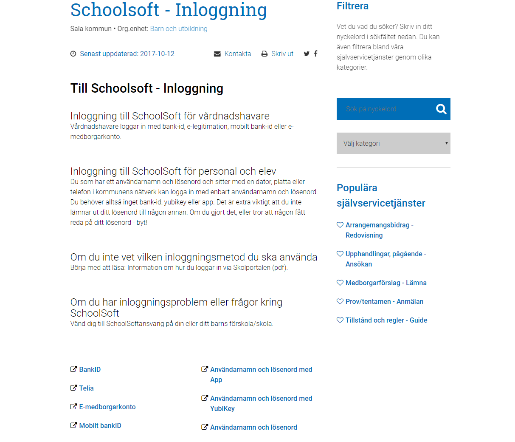 Schoolsoft - Inloggning
Sala kommun • Org.enhet: Barn och utbildning
Senast uppdaterad: 2017-10-12
Kontakta
Skriv ut
Till Schoolsoft - Inloggning
Inloggning till SchoolSoft för vårdnadshavare
Vårdnadshavare loggar in med bank-id, e-legitimation, mobilt bank-id eller e-
medborgarkonto.
Inloggning till SchoolSoft för personal och elev
Du som har ett användarnamn och lösenord och sitter med en dator, platta eller
telefon i kommunens nätverk kan logga in med enbart användarnamn och lösenord.
Du behöver alltså inget bank-id, yubikey eller app. Det är extra viktigt att du inte
lämnar ut ditt lösenord till någon annan. Om du gjort det, eller tror att någon fått
reda på ditt lösenord - byt!
Om du inte vet vilken inloggningsmetod du ska använda
Börja med att läsa: Information om hur du loggar in via Skolportalen (pdf).
Om du har inloggningsproblem eller frågor kring
SchoolSoft
Vänd dig till SchoolSoftansvarig på din eller ditt barns förskola/skola.
BankID
Telia
E-medborgarkonto
Mobilt bankID
Användarnamn och lösenord med
App
Användarnamn och lösenord med
YubiKey
Användarnamn och lösenord
Filtrera
Vet du vad du söker? Skriv in ditt
nyckelord i sökfältet nedan. Du kan
även filtrera bland våra
självservicetjänster genom olika
kategorier.
Sök på nyckelord
Välj kategori
Populära
självservicetjänster
Arrangemangsbidrag -
Redovisning
Upphandlingar, pågående -
Ansökan
Medborgarförslag - Lämna
Prov/tentamen - Anmälan
Tillstånd och regler - Guide